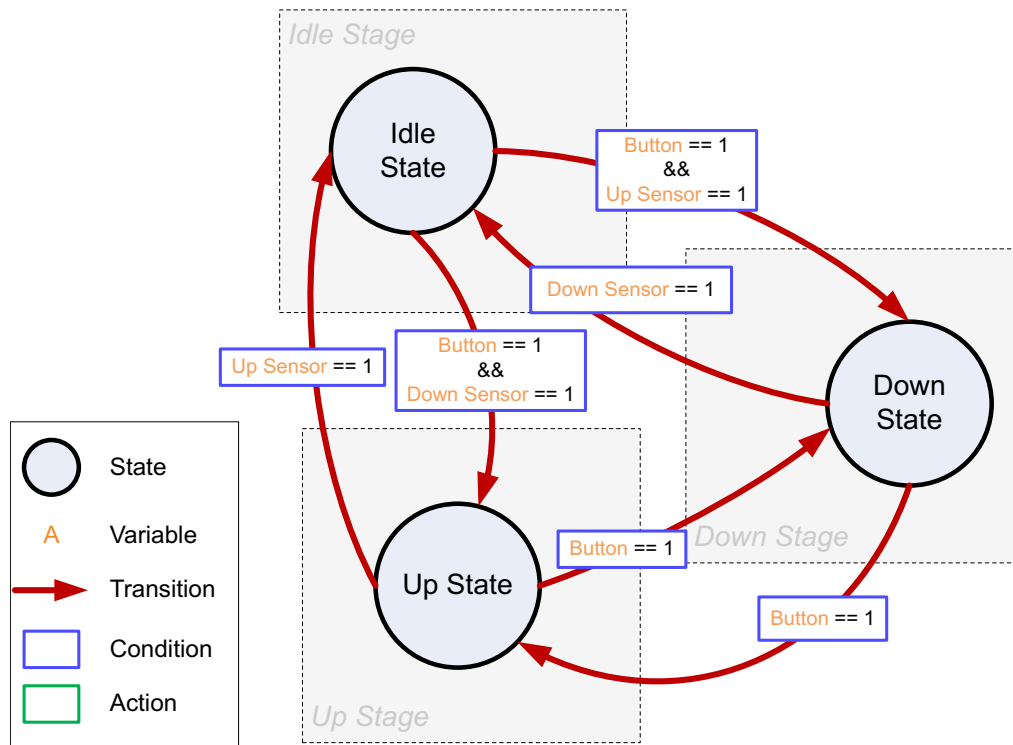 Idle Stage
Idle
State
Button == 1
&&
Up Sensor == 1
Down Sensor == 1
Up Sensor == 1
Button == 1
&&
Down Sensor == 1
Down
State
Down Stage
Button == 1
Up State
Button == 1
Up Stage
State
A Variable
Transition
Condition
Action